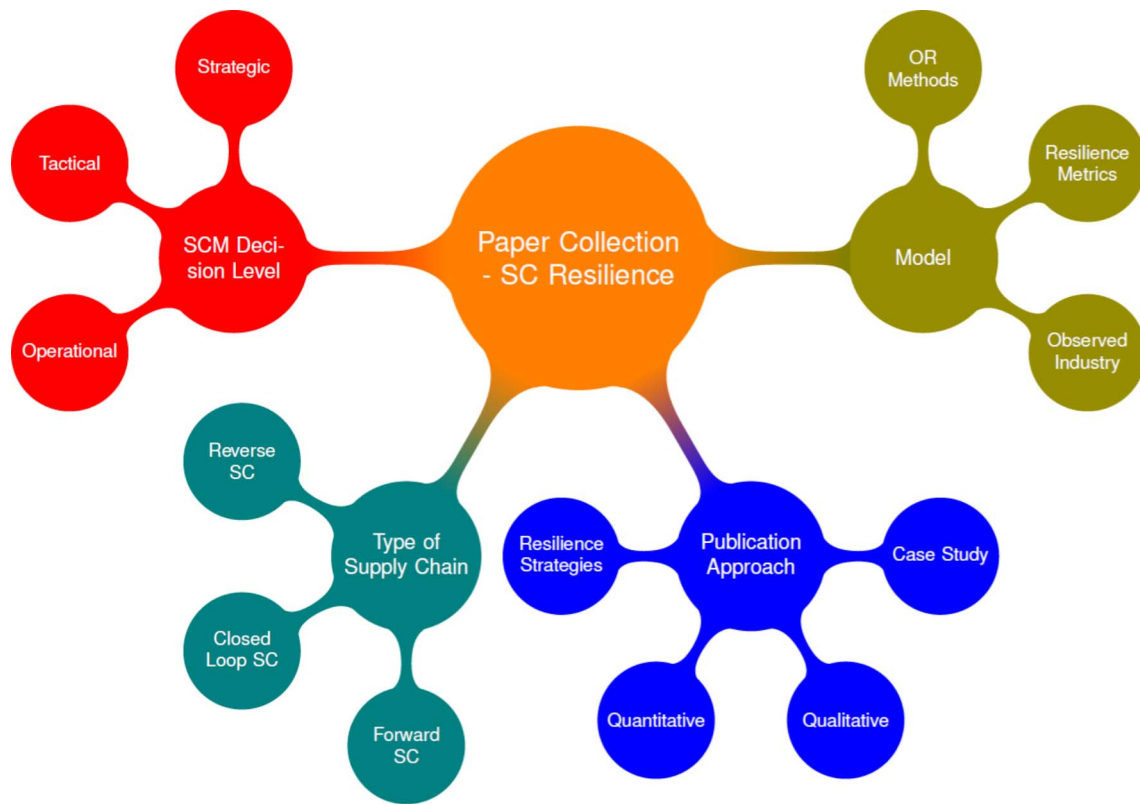 Strategic
Tactical
SCM Deci-
sion Level
Operational
Paper Collection
- SC Resilience
OR
Methods
Resilience
Metrics
Model
Observed
Industry
Reverse
SC
Type of
Supply Chain
Closed
Loop SC
Forward
SC
Resilience
Strategies
Publication
Approach
Case Study
Quantitative
Qualitative